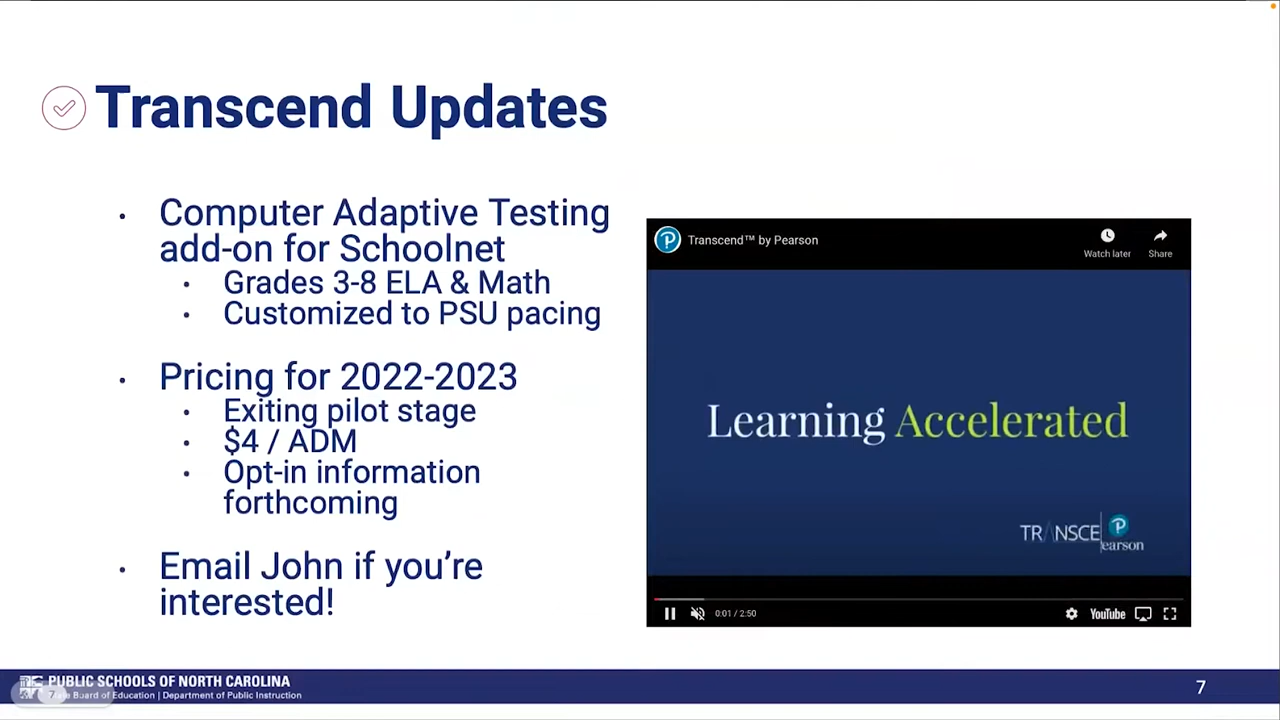 Transcend Updates
Computer Adaptive Testing
add-on for Schoolnet
Grades 3-8 ELA & Math
Customized to PSU pacing
Pricing for 2022-2023
Exiting pilot stage
$4 / ADM
Opt-in information
forthcoming
Email John if you're
interested!
Transcend™ by Pearson
Watch later
Share
Learning Accelerated
TRANSCE
Pearson
0:01 / 2:50
YouTube
PUBLIC SCHOOLS OF NORTH CAROLINA
Board of Education | Department of Public Instruction
7
7